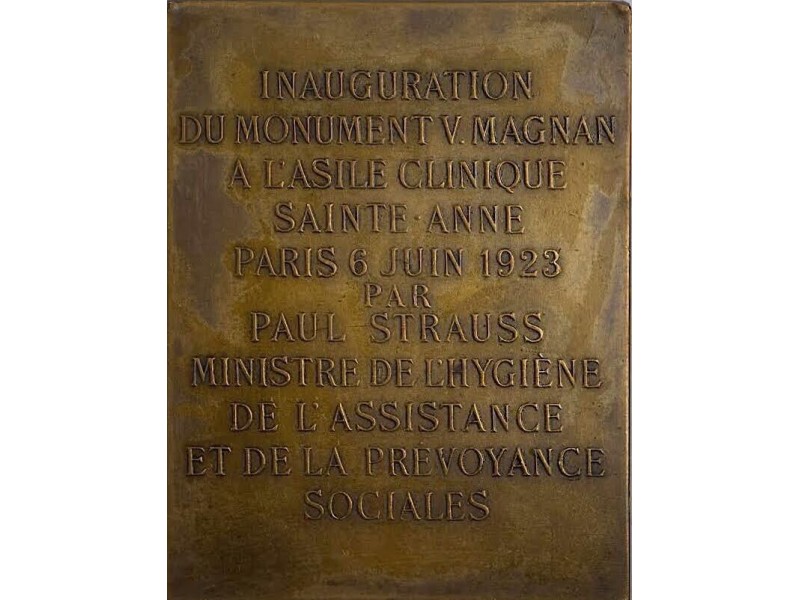 INAUGURATION
DU MONUMENT V. MAGNAN
A L'ASILE CLINIQUE
SAINTE-ANNE
PARIS 6 JUIN 1923
PAR
PAUL STRAUSS
MINISTRE DE L'HYGIÈNE
DE L'ASSISTANCE
ET DE LA PREVOYANCE
SOCIALES